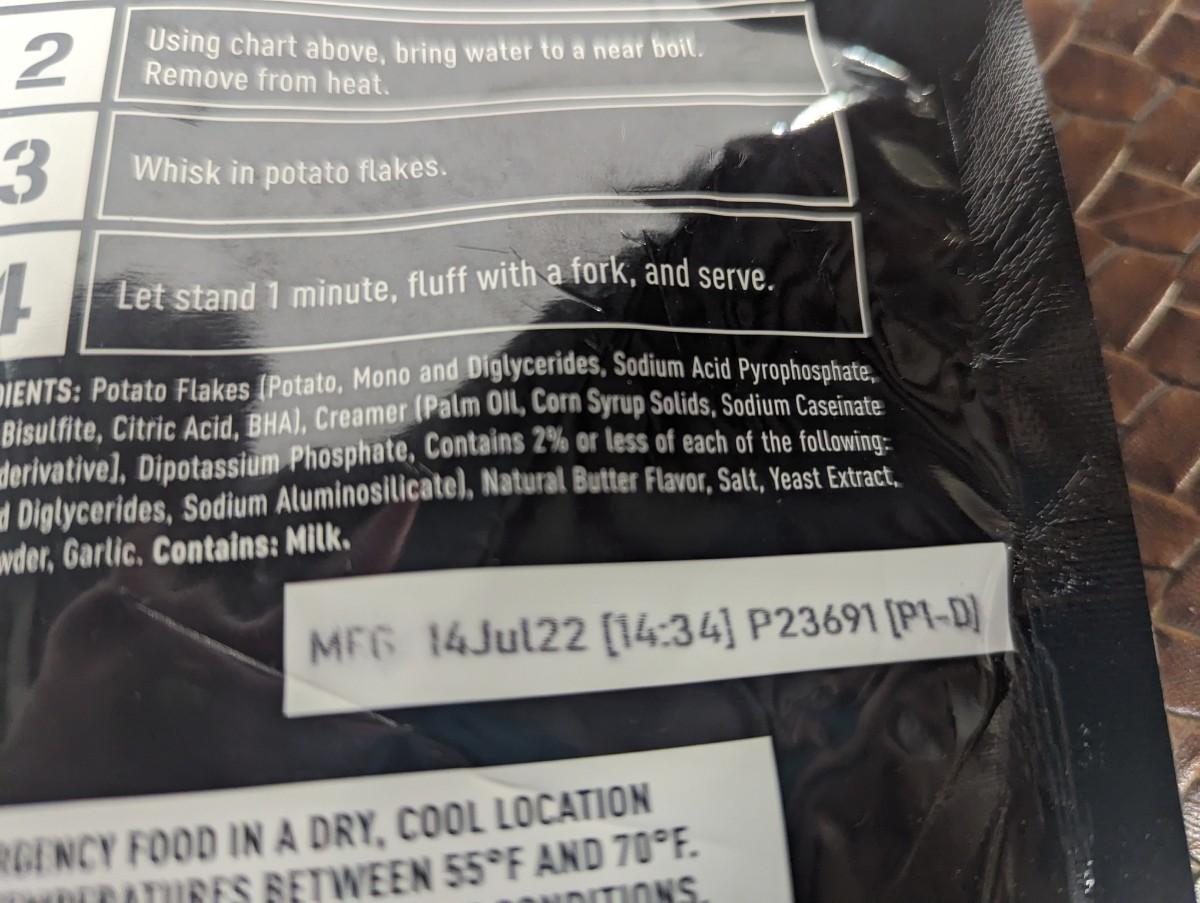 2
Using chart above, bring water to a near boil.
Remove from heat.
3
Whisk in potato flakes.
4
Let stand 1 minute, fluff with a fork, and serve.
DIENTS: Potato Flakes (Potato, Mono and Diglycerides, Sodium Acid Pyrophosphate,
Bisulfite, Citric Acid, BHA), Creamer (Palm OIL, Corn Syrup Solids, Sodium Caseinate
derivative], Dipotassium Phosphate, Contains 2% or less of each of the following:
d Diglycerides, Sodium Aluminosilicate), Natural Butter Flavor, Salt, Yeast Extract,
wder, Garlic. Contains: Milk.
MFG 14Jul22 [14:34] P23691 [P1-D]
RGENCY FOOD IN A DRY, COOL LOCATION
TEMPERATURES BETWEEN 55°F AND 70°F.
CONDITIONS.